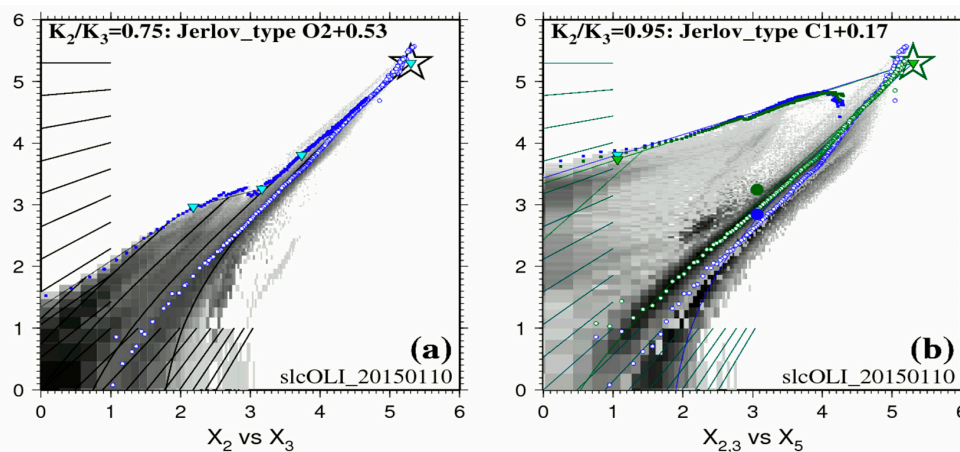 K2/K3=0.75: Jerlov_type O2+0.53
6
5
4
3
2
1
0
(a)
slcOLI_20150110
0 1 2 3 4 5 6
X2 vs X3
K2/K3=0.95: Jerlov_type C1+0.17
6
5
4
3
2
1
0
(b)
slcOLI_20150110
0 1 2 3 4 5 6
X2,3 vs X5